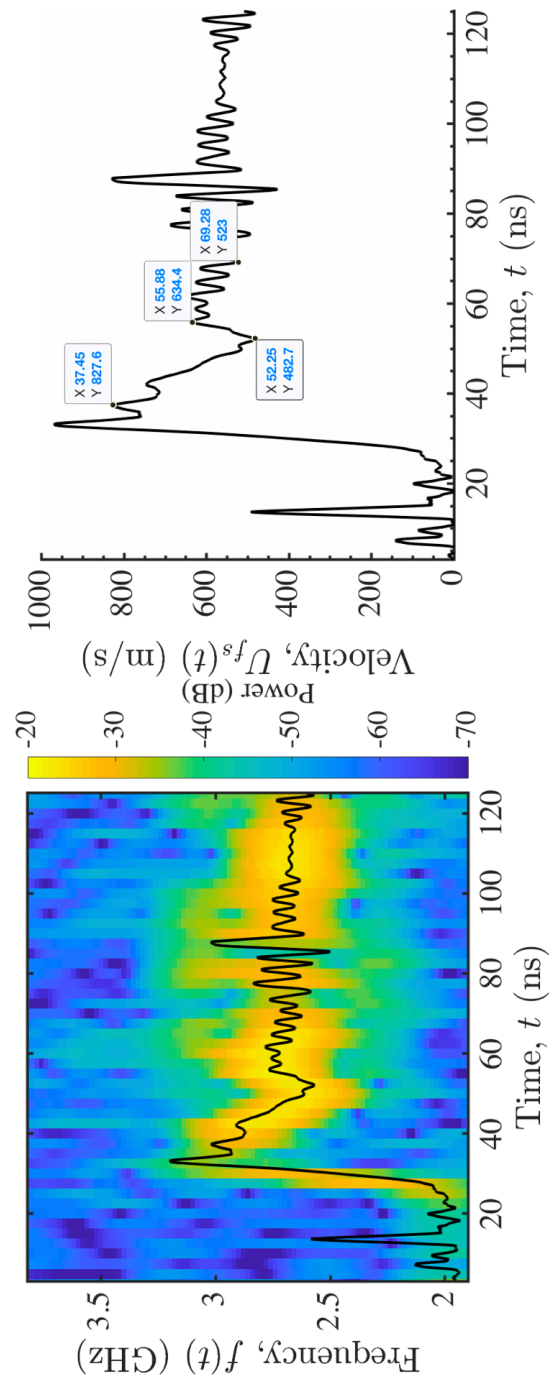 3.5
3
2.5
2
Frequency, f(t) (GHz)
20
40
60
80
100
120
Time, t (ns)
-20
-30
-40
-50
-60
-70
Power (dB)
1000
800
600
400
200
0
Velocity, U_fs(t) (m/s)
X 37.45
Y 827.6
X 55.88
Y 634.4
X 69.28
Y 523
X 52.25
Y 482.7
20
40
60
80
100
120
Time, t (ns)